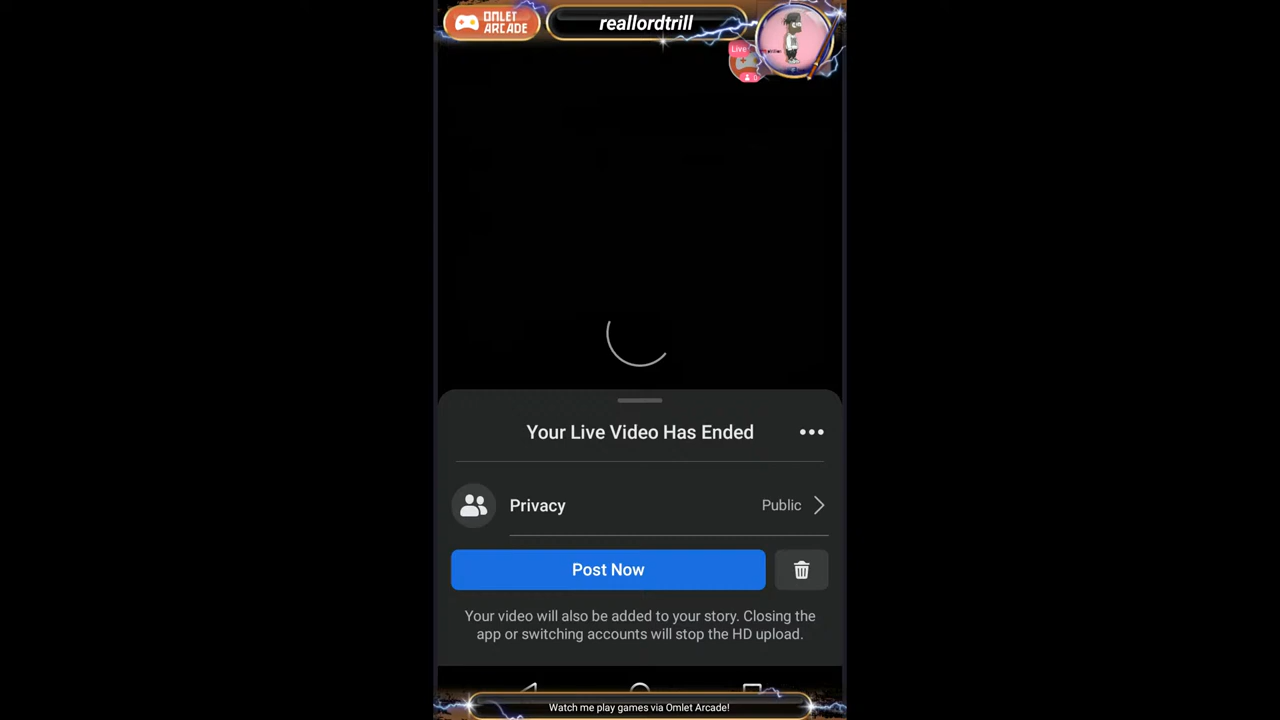 OMLET
ARCADE
reallordtrill
Live
Your Live Video Has Ended
Privacy
Public
Post Now
Your video will also be added to your story. Closing the
app or switching accounts will stop the HD upload.
Watch me play games via Omlet Arcade!